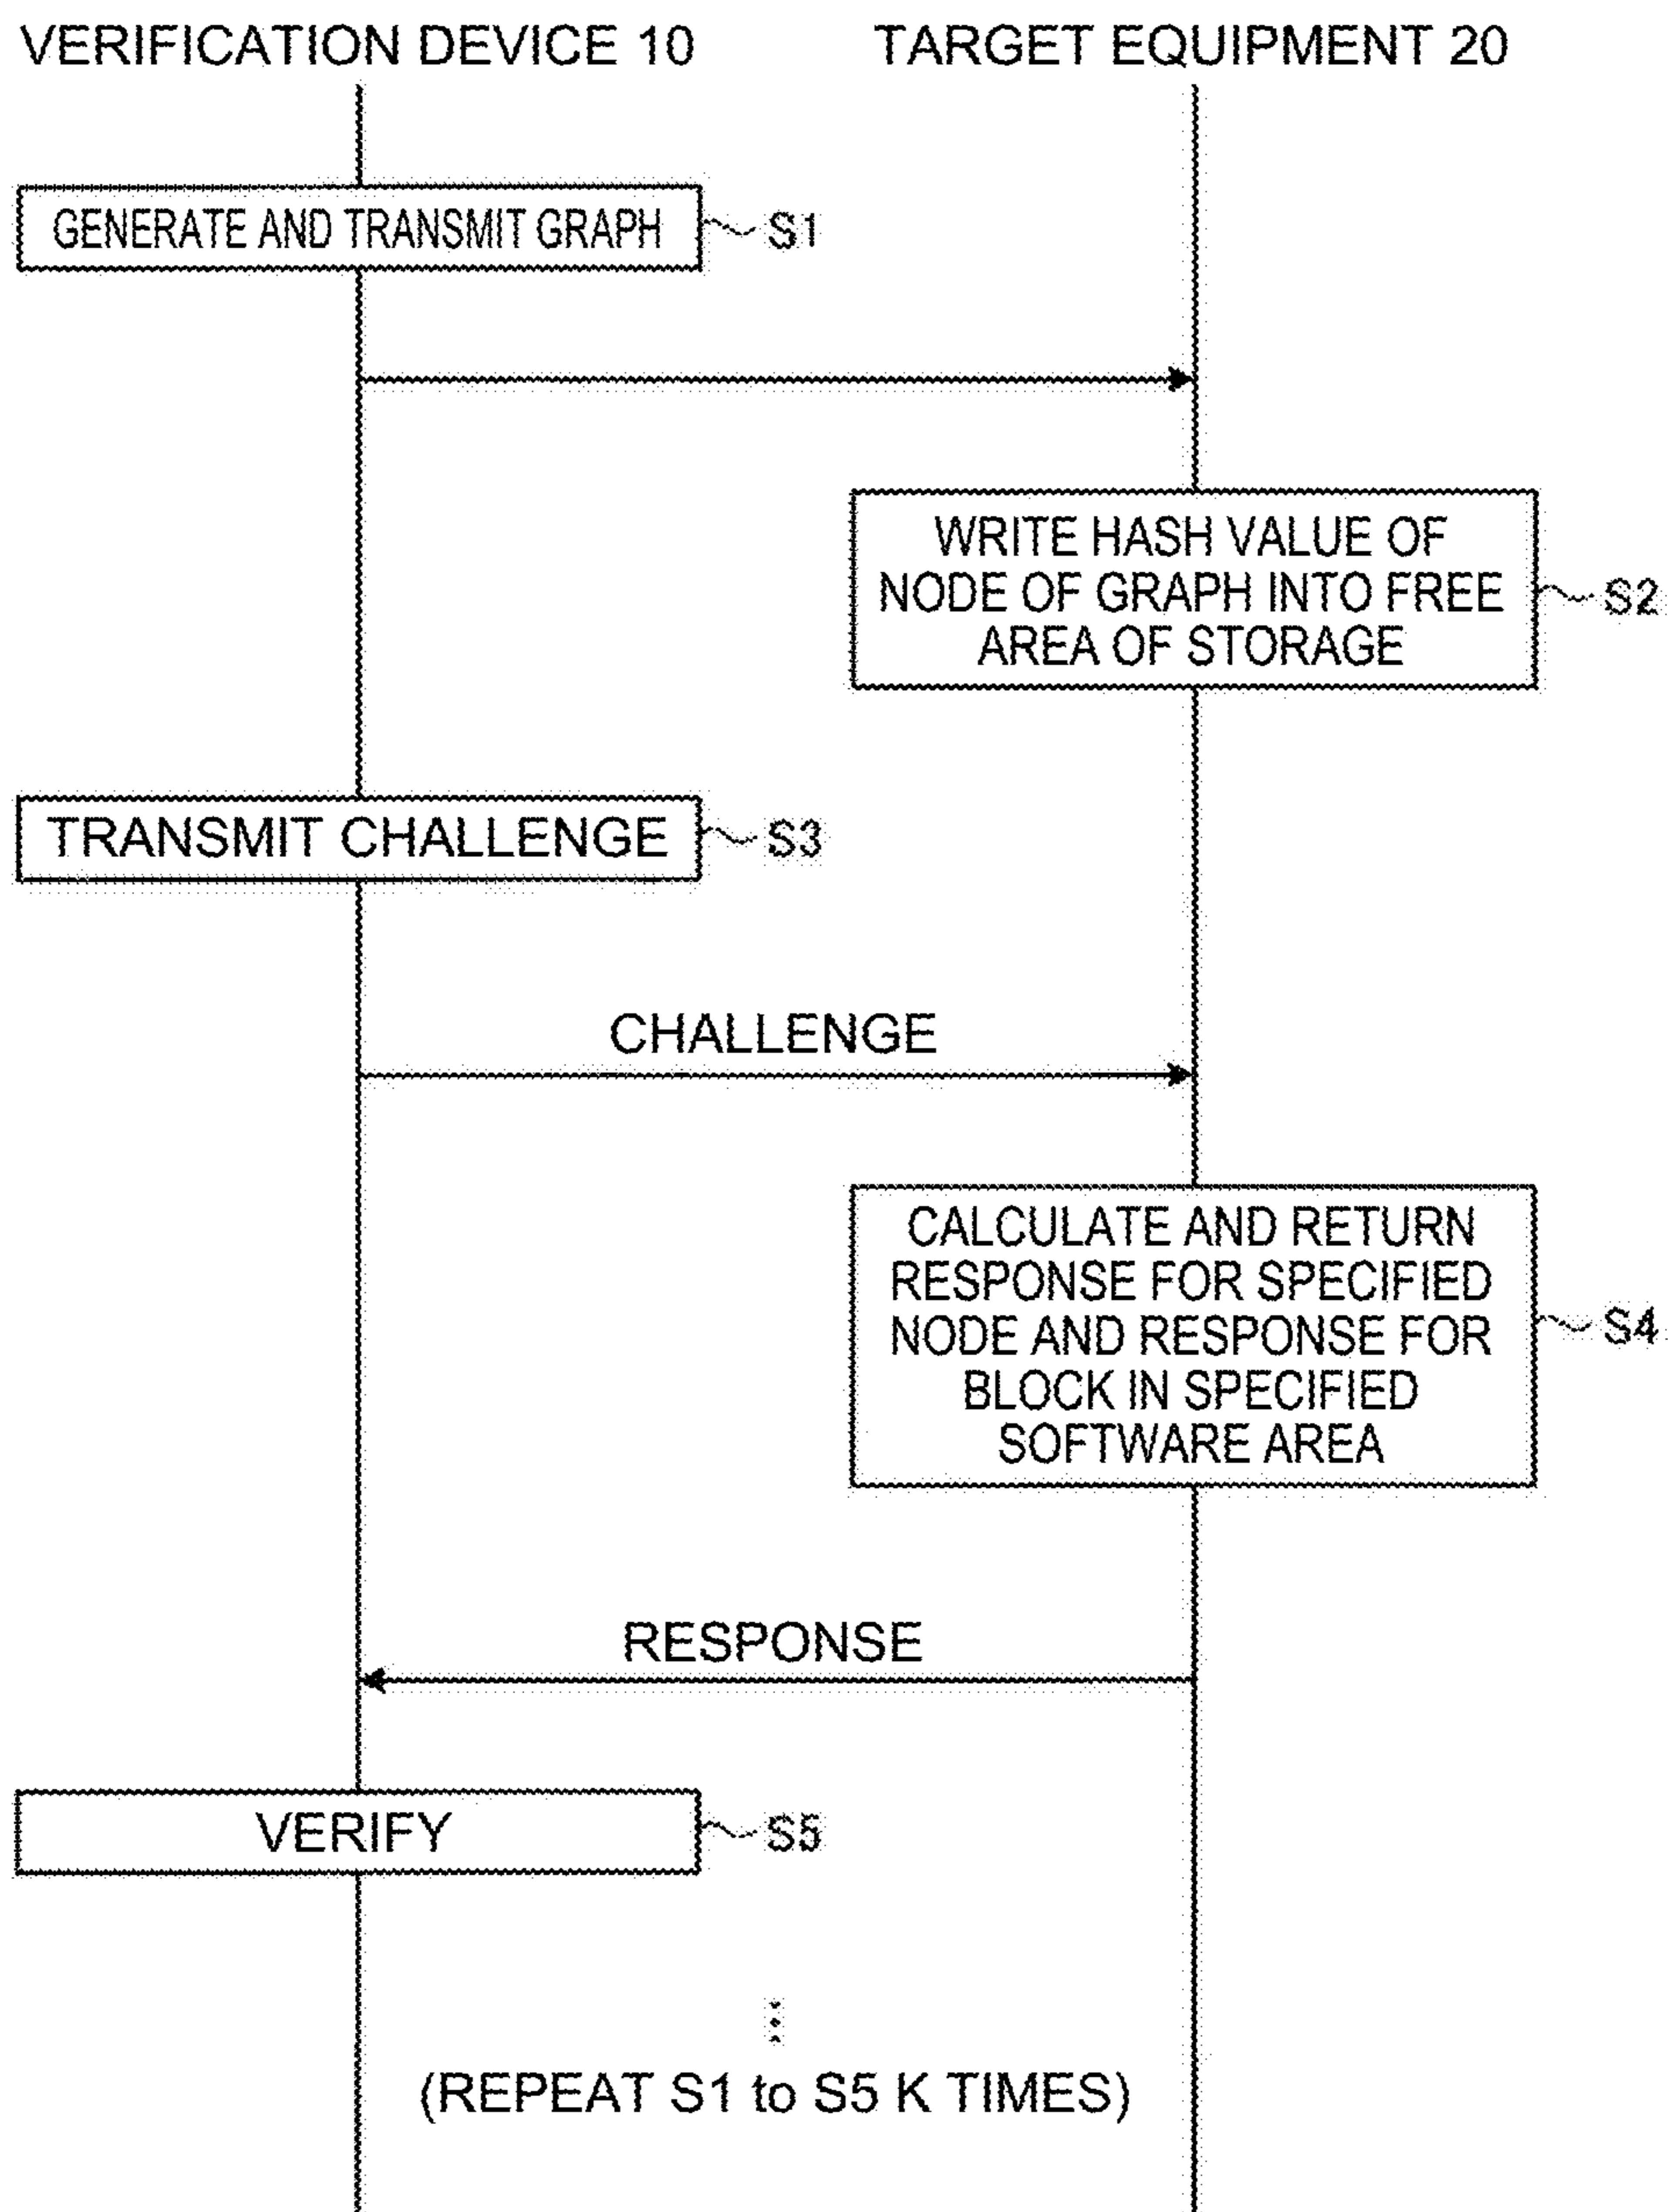 VERIFICATION DEVICE 10
TARGET EQUIPMENT 20
GENERATE AND TRANSMIT GRAPH
S1
WRITE HASH VALUE OF
NODE OF GRAPH INTO FREE
AREA OF STORAGE
S2
TRANSMIT CHALLENGE
S3
CHALLENGE
CALCULATE AND RETURN
RESPONSE FOR SPECIFIED
NODE AND RESPONSE FOR
BLOCK IN SPECIFIED
SOFTWARE AREA
S4
RESPONSE
VERIFY
S5
⋮
(REPEAT S1 to S5 K TIMES)